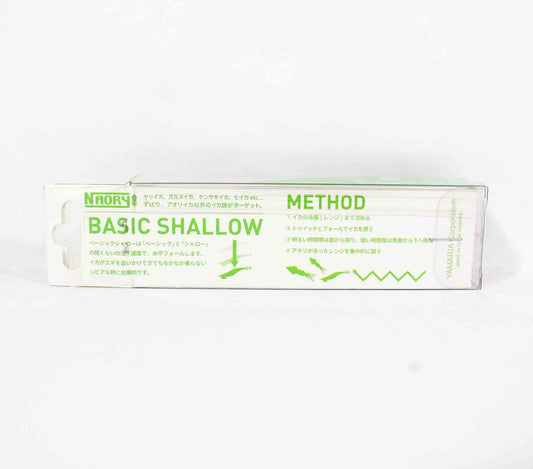 NAORY
ヤリイカ、スルメイカ、ケンサキイカ、ヒイカ etc...
ずばり、アオリイカ以外のイカ族がターゲット。
BASIC SHALLOW
ベーシックシャローは「ベーシック」と「シャロー」
の間くらいの沈下速度で、水平フォールします。
イカがエギを追いかけてきてもなかなか乗らない
シビアな時に効果的です。
METHOD
①イカの泳層(レンジ)まで沈める
②トゥイッチとフォールでイカを誘う
③明るい時間帯は底から探り、暗い時間帯は表層から下へ探る
④アタリがあったレンジを集中的に狙う
YAMARIA Corporation